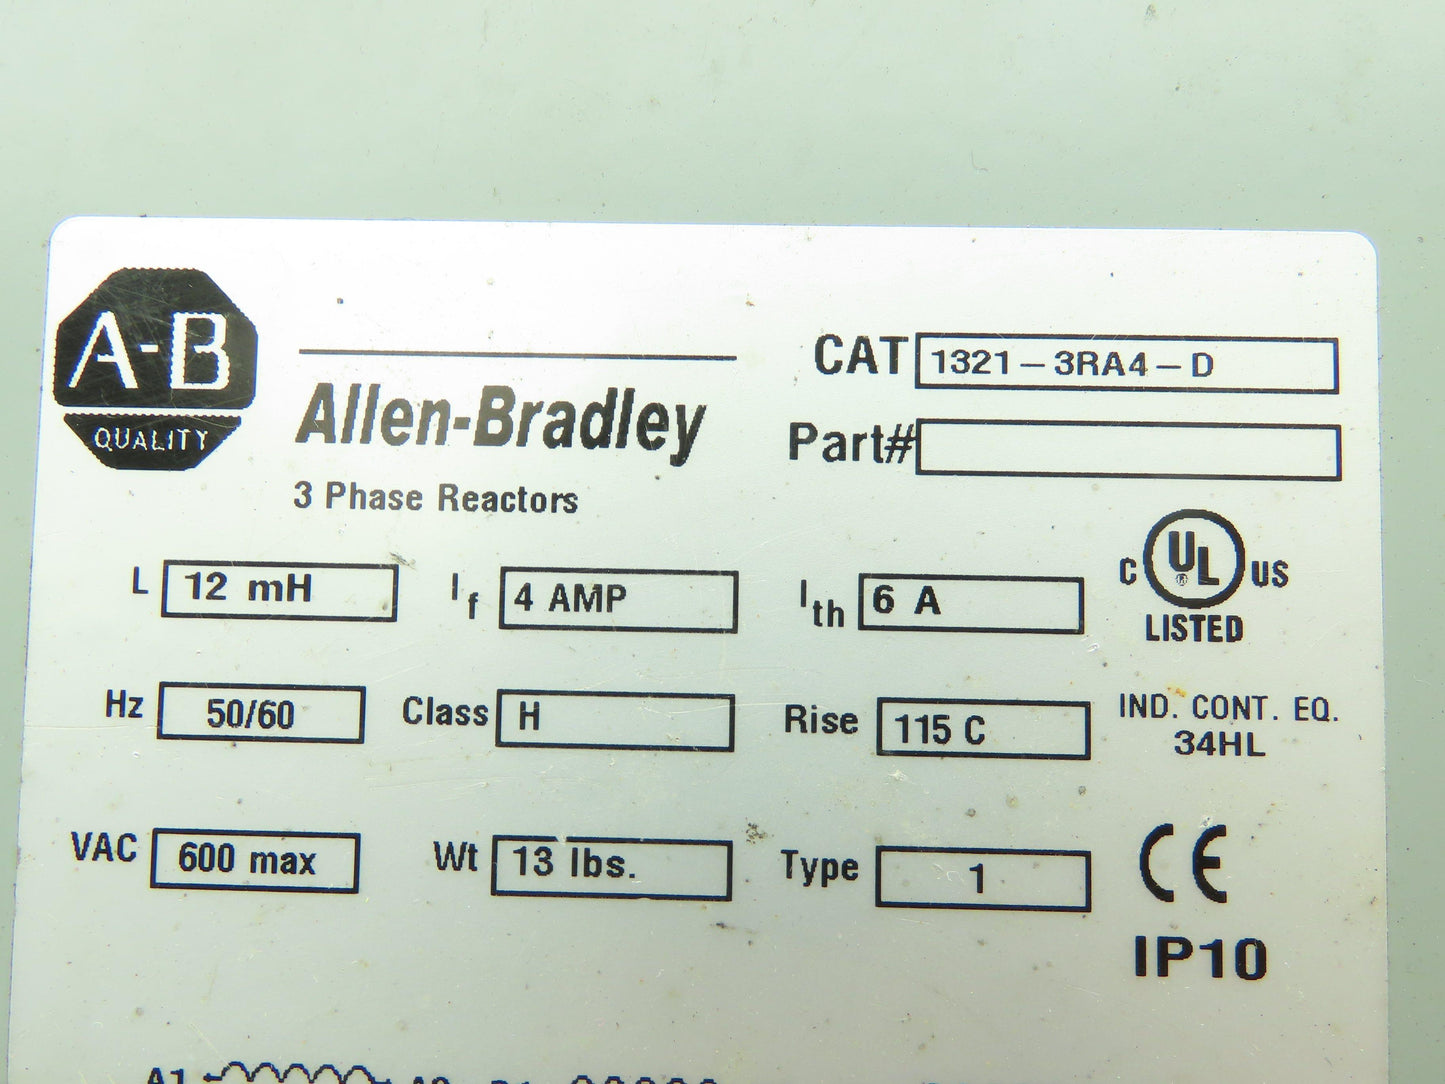 A-B
QUALITY
Allen-Bradley
3 Phase Reactors
CAT 1321-3RA4-D
Part#
L 12 mH If 4 AMP Ith 6 A
C UL ® US
LISTED
Hz 50/60 Class H Rise 115 C
IND. CONT. EQ.
34HL
VAC 600 max Wt 13 lbs. Type 1
CE
IP10
A1